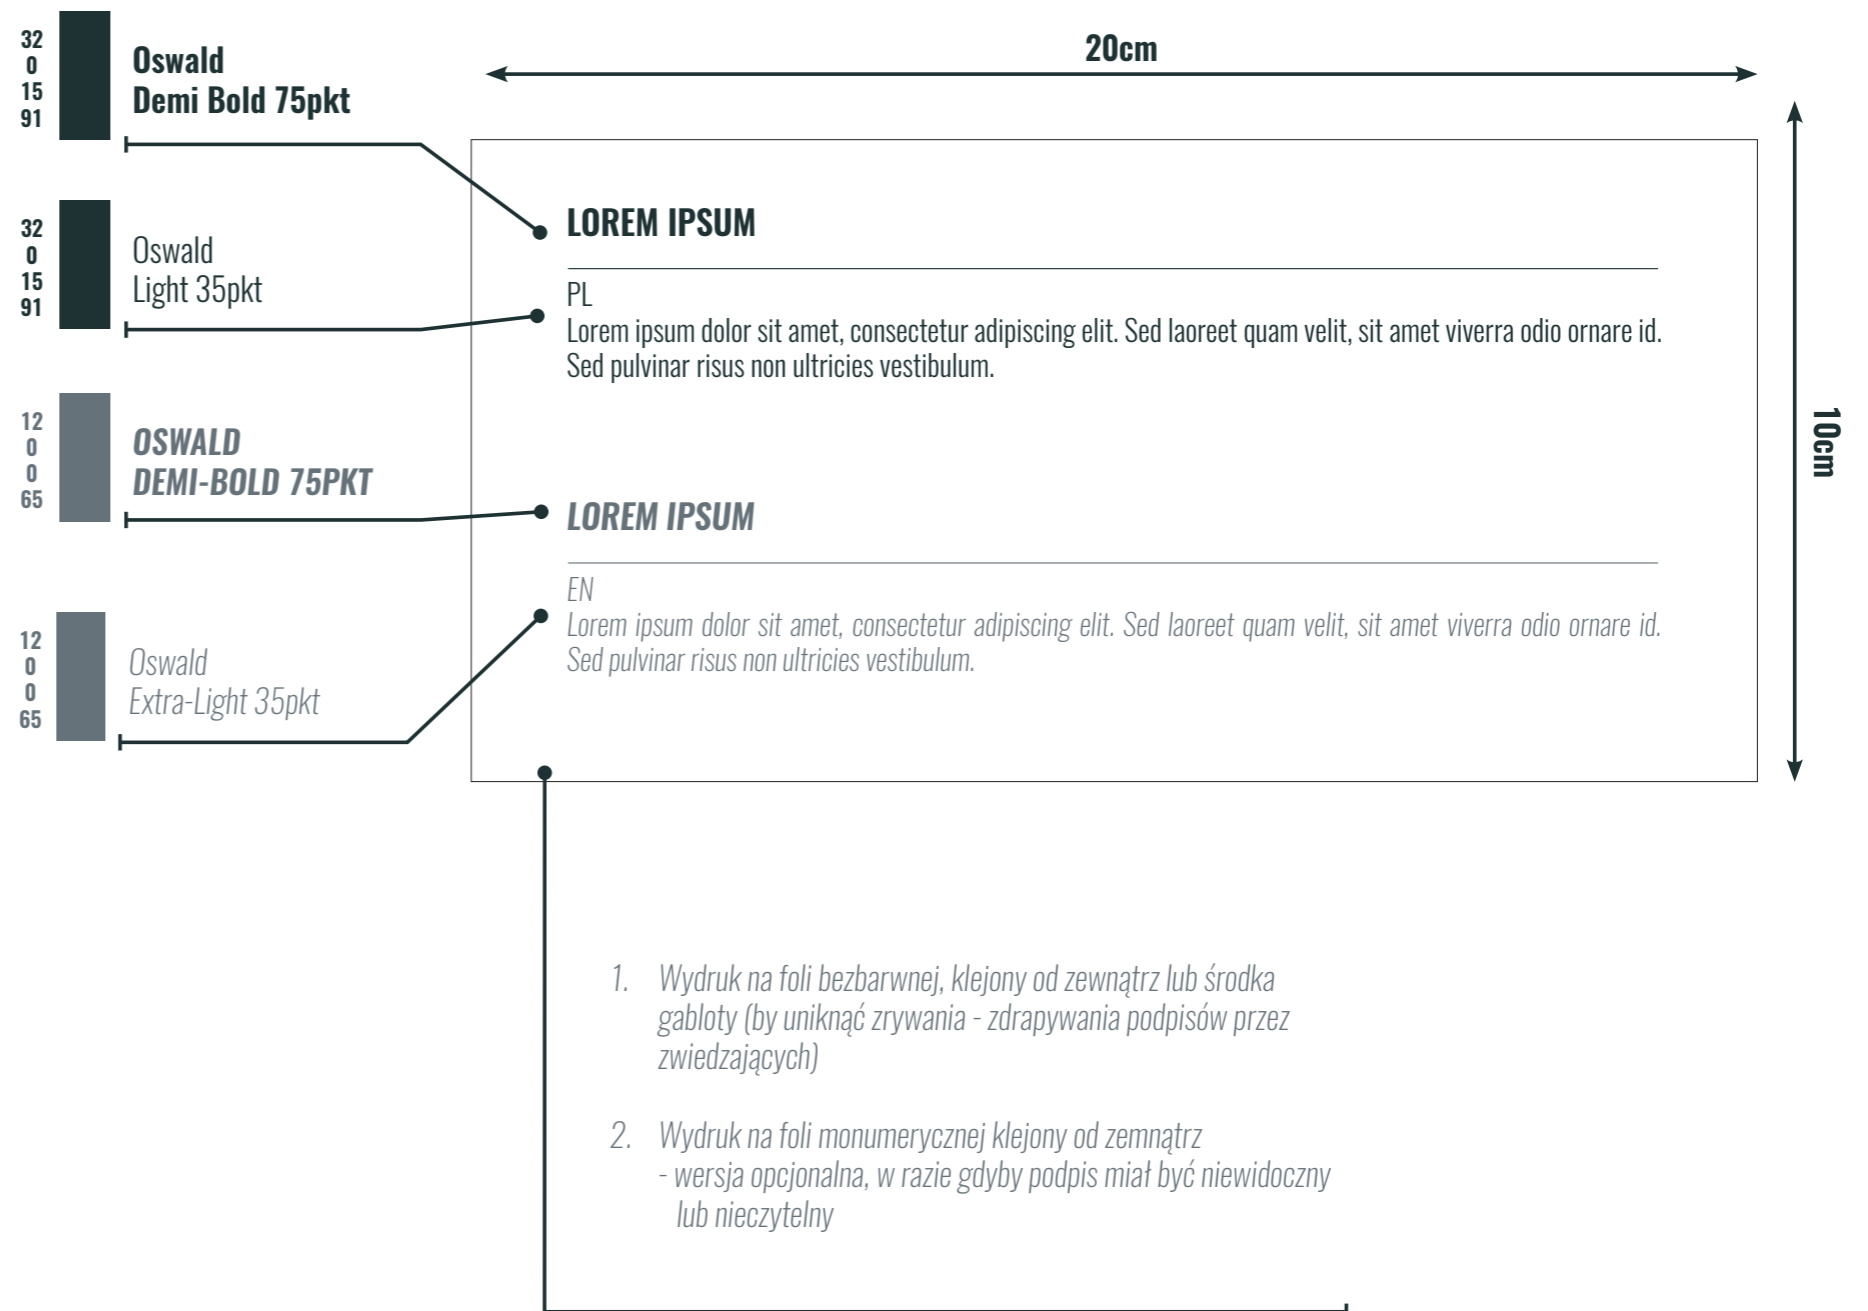 32
0
15
91
Oswald
Demi Bold 75pkt
20cm
32
0
15
91
Oswald
Light 35pkt
12
0
0
65
OSWALD
DEMI-BOLD 75PKT
12
0
0
65
Oswald
Extra-Light 35pkt
LOREM IPSUM
PL
Lorem ipsum dolor sit amet, consectetur adipiscing elit. Sed laoreet quam velit, sit amet viverra odio ornare id.
Sed pulvinar risus non ultricies vestibulum.
LOREM IPSUM
EN
Lorem ipsum dolor sit amet, consectetur adipiscing elit. Sed laoreet quam velit, sit amet viverra odio ornare id.
Sed pulvinar risus non ultricies vestibulum.
10cm
1. Wydruk na foli bezbarwnej, klejony od zewnątrz lub środka
gabloty (by uniknąć zrywania - zdrapywania podpisów przez
zwiedzających)
2. Wydruk na foli monumerycznej klejony od zemnątrz
- wersja opcjonalna, w razie gdyby podpis miał być niewidoczny
lub nieczytelny